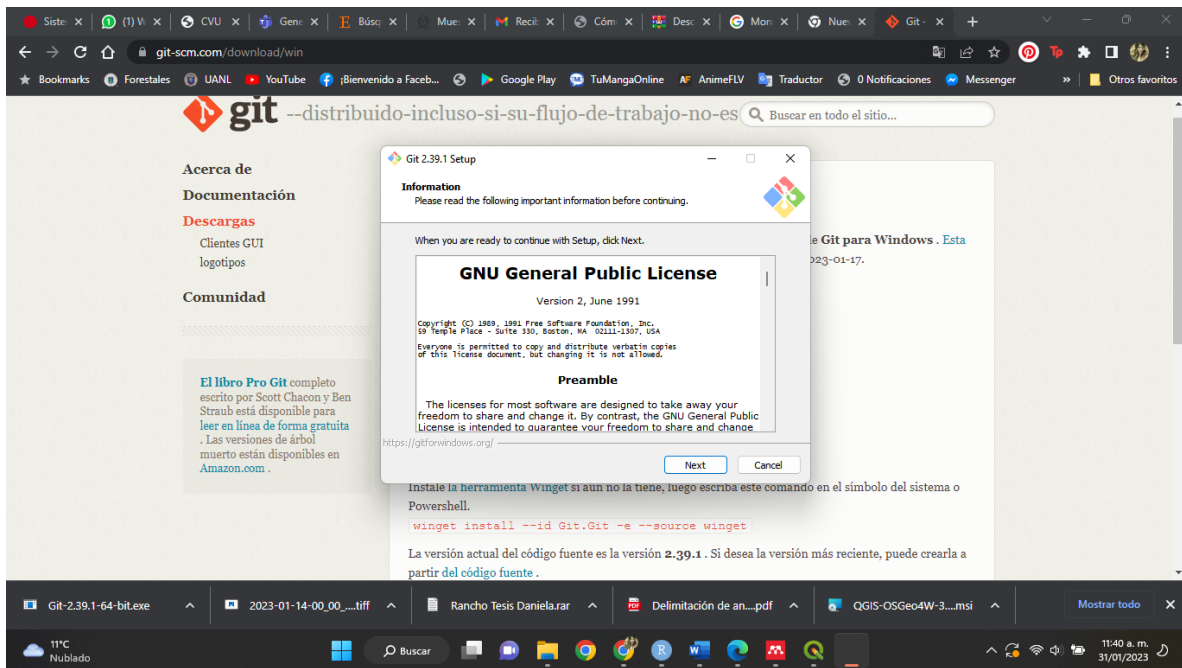 Siste
(1) W
CVU
Gene
Búsq
Mue
Recib
Cóm
Desc
Mon
Nuev
Git -
git-scm.com/download/win
Bookmarks
Forestales
UANL
YouTube
¡Bienvenido a Faceb...
Google Play
TuMangaOnline
AnimeFLV
Traductor
0 Notificaciones
Messenger
»
Otros favoritos
git --distribuido-incluso-si-su-flujo-de-trabajo-no-es
Buscar en todo el sitio...
Acerca de
Documentación
Descargas
Clientes GUI
logotipos
Comunidad
El libro Pro Git completo
escrito por Scott Chacon y Ben
Straub está disponible para
leer en línea de forma gratuita
. Las versiones de árbol
muerto están disponibles en
Amazon.com .
Git para Windows . Esta
023-01-17.
Git 2.39.1 Setup
Information
Please read the following important information before continuing.
When you are ready to continue with Setup, click Next.
GNU General Public License
Version 2, June 1991
Copyright (C) 1989, 1991 Free Software Foundation, Inc.
59 Temple Place - Suite 330, Boston, MA 02111-1307, USA
Everyone is permitted to copy and distribute verbatim copies
of this license document, but changing it is not allowed.
Preamble
The licenses for most software are designed to take away your
freedom to share and change it. By contrast, the GNU General Public
License is intended to guarantee your freedom to share and change
https://gitforwindows.org/
Next
Cancel
Instale la herramienta Winget si aún no la tiene, luego escriba este comando en el símbolo del sistema o
Powershell.
winget install --id Git.Git -e --source winget
La versión actual del código fuente es la versión 2.39.1 . Si desea la versión más reciente, puede crearla a
partir del código fuente .
Git-2.39.1-64-bit.exe
2023-01-14-00_00_....tiff
Rancho Tesis Daniela.rar
Delimitación de an....pdf
QGIS-OSGeo4W-3....msi
Mostrar todo
11°C
Nublado
Buscar
11:40 a. m.
31/01/2023